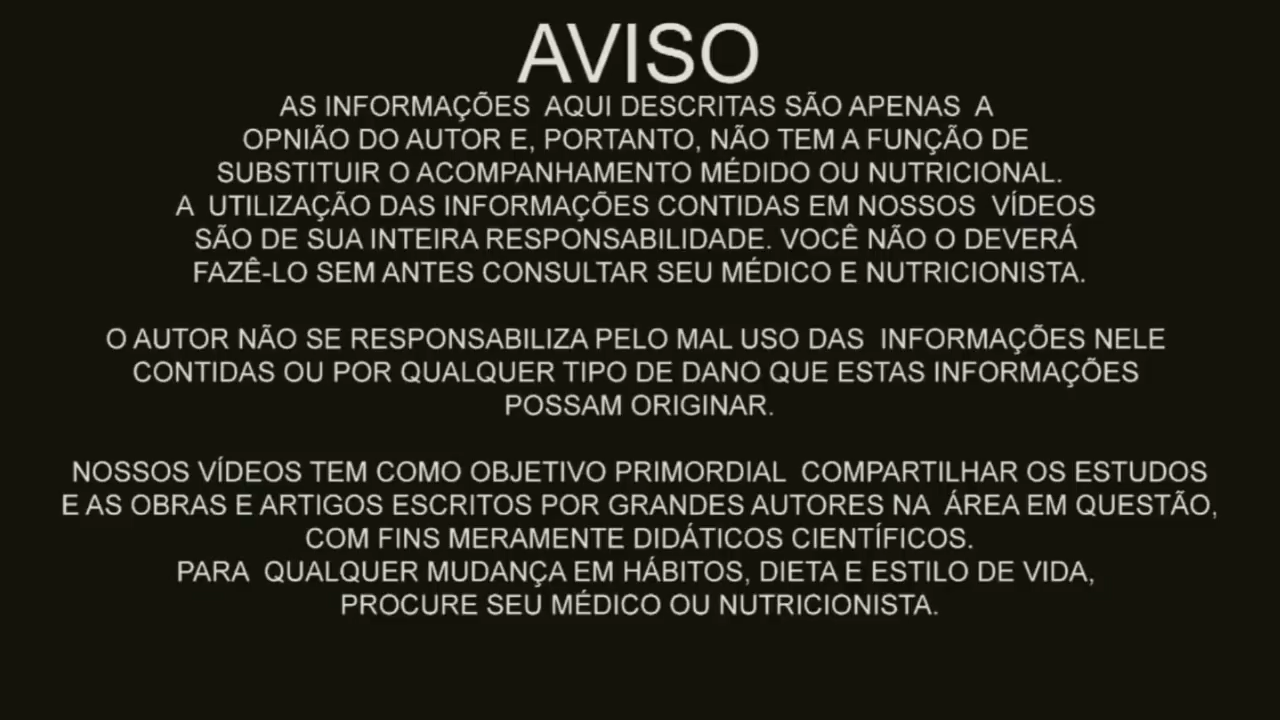 AVISO
AS INFORMAÇÕES AQUI DESCRITAS SÃO APENAS A
OPNIÃO DO AUTOR E, PORTANTO, NÃO TEM A FUNÇÃO DE
SUBSTITUIR O ACOMPANHAMENTO MÉDIDO OU NUTRICIONAL.
A UTILIZAÇÃO DAS INFORMAÇÕES CONTIDAS EM NOSSOS VÍDEOS
SÃO DE SUA INTEIRA RESPONSABILIDADE. VOCÊ NÃO O DEVERÁ
FAZÊ-LO SEM ANTES CONSULTAR SEU MÉDICO E NUTRICIONISTA.
O AUTOR NÃO SE RESPONSABILIZA PELO MAL USO DAS INFORMAÇÕES NELE
CONTIDAS OU POR QUALQUER TIPO DE DANO QUE ESTAS INFORMAÇÕES
POSSAM ORIGINAR.
NOSSOS VÍDEOS TEM COMO OBJETIVO PRIMORDIAL COMPARTILHAR OS ESTUDOS
E AS OBRAS E ARTIGOS ESCRITOS POR GRANDES AUTORES NA ÁREA EM QUESTÃO,
COM FINS MERAMENTE DIDÁTICOS CIENTÍFICOS.
PARA QUALQUER MUDANÇA EM HÁBITOS, DIETA E ESTILO DE VIDA,
PROCURE SEU MÉDICO OU NUTRICIONISTA.